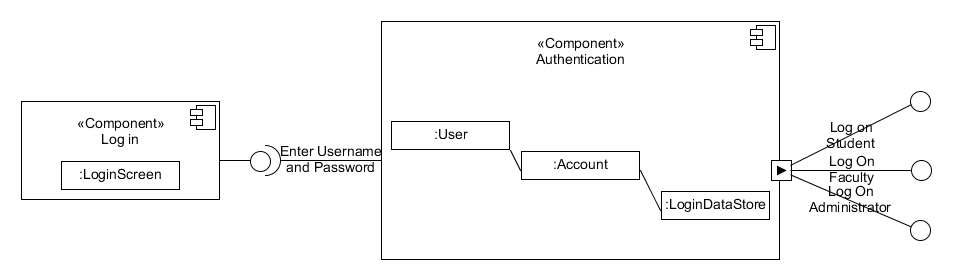 «Component»
Log in
:LoginScreen
Enter Username
and Password
«Component»
Authentication
:User
:Account
:LoginDataStore
Log on
Student
Log On
Faculty
Log On
Administrator